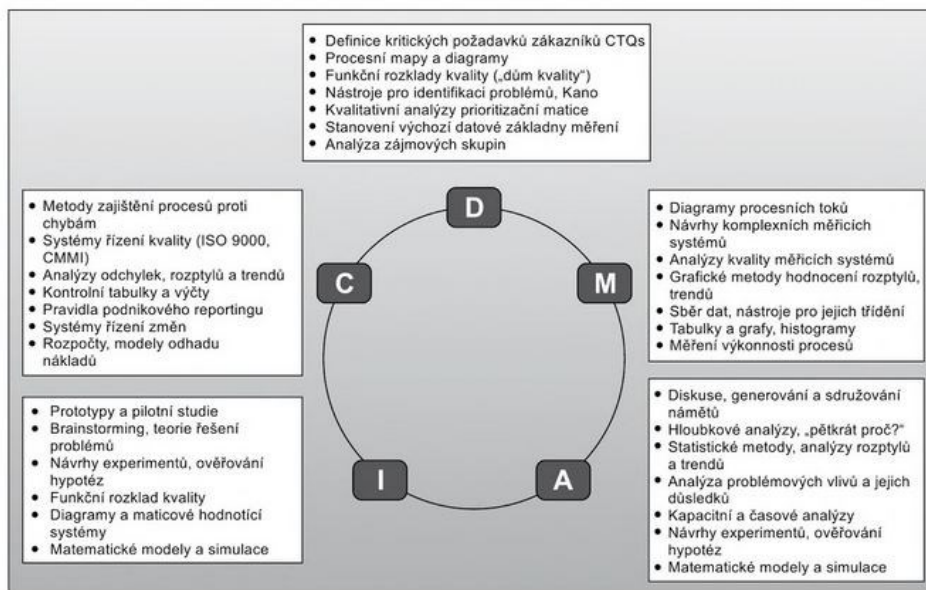 • Definice kritických požadavků zákazníků CTQs
• Procesní mapy a diagramy
• Funkční rozklady kvality („dům kvality“)
• Nástroje pro identifikaci problémů, Kano
• Kvalitativní analýzy prioritizační matice
• Stanovení výchozí datové základny měření
• Analýza zájmových skupin
D
• Metody zajištění procesů proti
chybám
• Systémy řízení kvality (ISO 9000,
CMMI)
• Analýzy odchylek, rozptylů a trendů
• Kontrolní tabulky a výčty
• Pravidla podnikového reportingu
• Systémy řízení změn
• Rozpočty, modely odhadu
nákladů
C
M
• Diagramy procesních toků
• Návrhy komplexních měřicích
systémů
• Analýzy kvality měřicích systémů
• Grafické metody hodnocení rozptylů,
trendů
• Sběr dat, nástroje pro jejich třídění
• Tabulky a grafy, histogramy
• Měření výkonnosti procesů
• Prototypy a pilotní studie
• Brainstorming, teorie řešení
problémů
• Návrhy experimentů, ověřování
hypotéz
• Funkční rozklad kvality
• Diagramy a maticové hodnotící
systémy
• Matematické modely a simulace
I
A
• Diskuse, generování a sdružování
námětů
• Hloubkové analýzy, „pětkrát proč?“
• Statistické metody, analýzy rozptylů
a trendů
• Analýza problémových vlivů a jejich
důsledků
• Kapacitní a časové analýzy
• Návrhy experimentů, ověřování
hypotéz
• Matematické modely a simulace